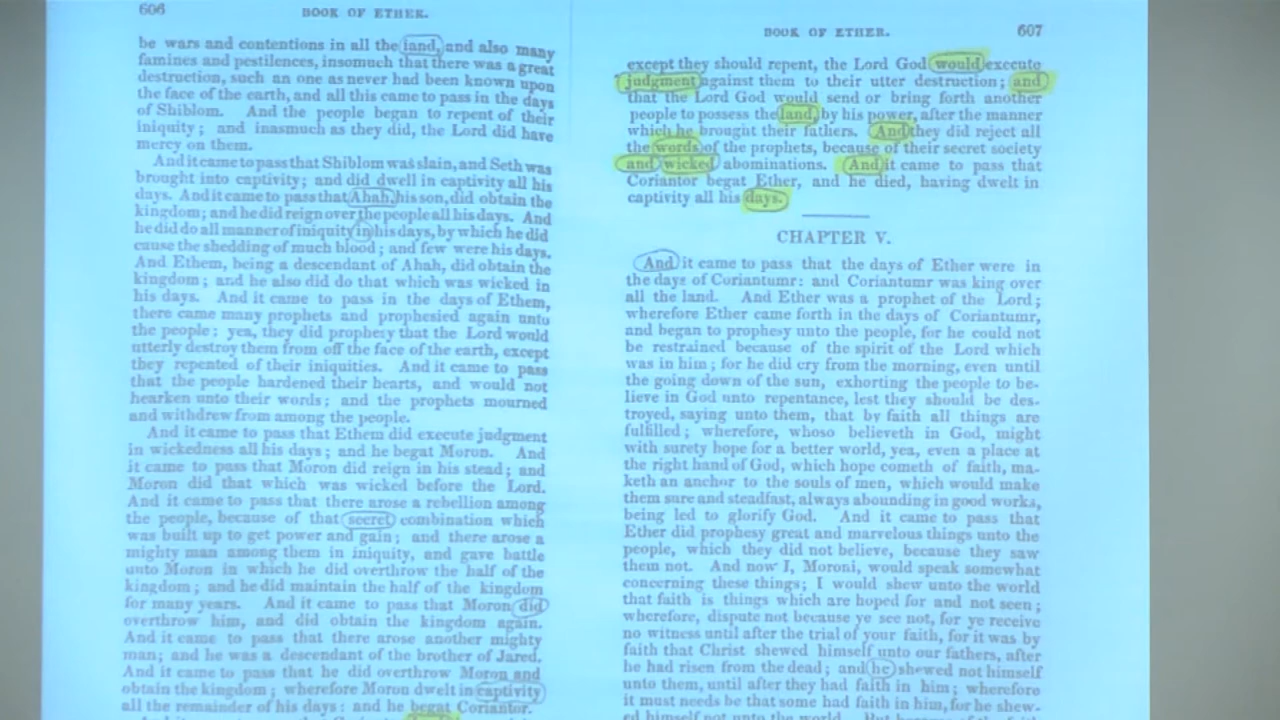 606
BOOK OF ETHER.
be wars and contentions in all the land, and also many
famines and pestilences, insomuch that there was a great
destruction, such an one as never had been known upon
the face of the earth, and all this came to pass in the days
of Shiblom. And the people began to repent of their
iniquity; and inasmuch as they did, the Lord did have
mercy on them.
And it came to pass that Shiblom was slain, and Seth was
brought into captivity; and did dwell in captivity all his
days. And it came to pass that Ahah, his son, did obtain the
kingdom; and he did reign over the people all his days. And
he did do all manner of iniquity in his days, by which he did
cause the shedding of much blood; and few were his days.
And Ethem, being a descendant of Ahah, did obtain the
kingdom; and he also did do that which was wicked in
his days. And it came to pass in the days of Ethem,
there came many prophets and prophesied again unto
the people; yea, they did prophesy that the Lord would
utterly destroy them from off the face of the earth, except
they repented of their iniquities. And it came to pass
that the people hardened their hearts, and would not
hearken unto their words; and the prophets mourned
and withdrew from among the people.
And it came to pass that Ethem did execute judgment
in wickedness all his days; and he begat Moron. And
it came to pass that Moron did reign in his stead; and
Moron did that which was wicked before the Lord.
And it came to pass that there arose a rebellion among
the people, because of that secret combination which
was built up to get power and gain; and there arose a
mighty man among them in iniquity, and gave battle
unto Moron in which he did overthrow the half of the
kingdom; and he did maintain the half of the kingdom
for many years. And it came to pass that Moron did
overthrow him, and did obtain the kingdom again.
And it came to pass that there arose another mighty
man; and he was a descendant of the brother of Jared.
And it came to pass that he did overthrow Moron and
obtain the kingdom; wherefore Moron dwelt in captivity
all the remainder of his days: and he begat Coriantor.
BOOK OF ETHER.
607
except they should repent, the Lord God would execute
judgment against them to their utter destruction; and
that the Lord God would send or bring forth another
people to possess the land, by his power, after the manner
which he brought their fathers. And they did reject all
the words of the prophets, because of their secret society
and wicked abominations. And it came to pass that
Coriantor begat Ether, and he died, having dwelt in
captivity all his days.
CHAPTER V.
And it came to pass that the days of Ether were in
the days of Coriantumr: and Coriantumr was king over
all the land. And Ether was a prophet of the Lord;
wherefore Ether came forth in the days of Coriantumr,
and began to prophesy unto the people, for he could not
be restrained because of the spirit of the Lord which
was in him; for he did cry from the morning, even until
the going down of the sun, exhorting the people to be-
lieve in God unto repentance, lest they should be des-
troyed, saying unto them, that by faith all things are
fulfilled; wherefore, whoso believeth in God, might
with surety hope for a better world, yea, even a place at
the right hand of God, which hope cometh of faith, ma-
keth an anchor to the souls of men, which would make
them sure and steadfast, always abounding in good works,
being led to glorify God. And it came to pass that
Ether did prophesy great and marvelous things unto the
people, which they did not believe, because they saw
them not. And now I, Moroni, would speak somewhat
concerning these things; I would shew unto the world
that faith is things which are hoped for and not seen;
wherefore, dispute not because ye see not, for ye receive
no witness until after the trial of your faith, for it was by
faith that Christ shewed himself unto our fathers, after
he had risen from the dead; and he shewed not himself
unto them, until after they had faith in him; wherefore
it must needs be that some had faith in him, for he shew-
ed himself not unto the world.